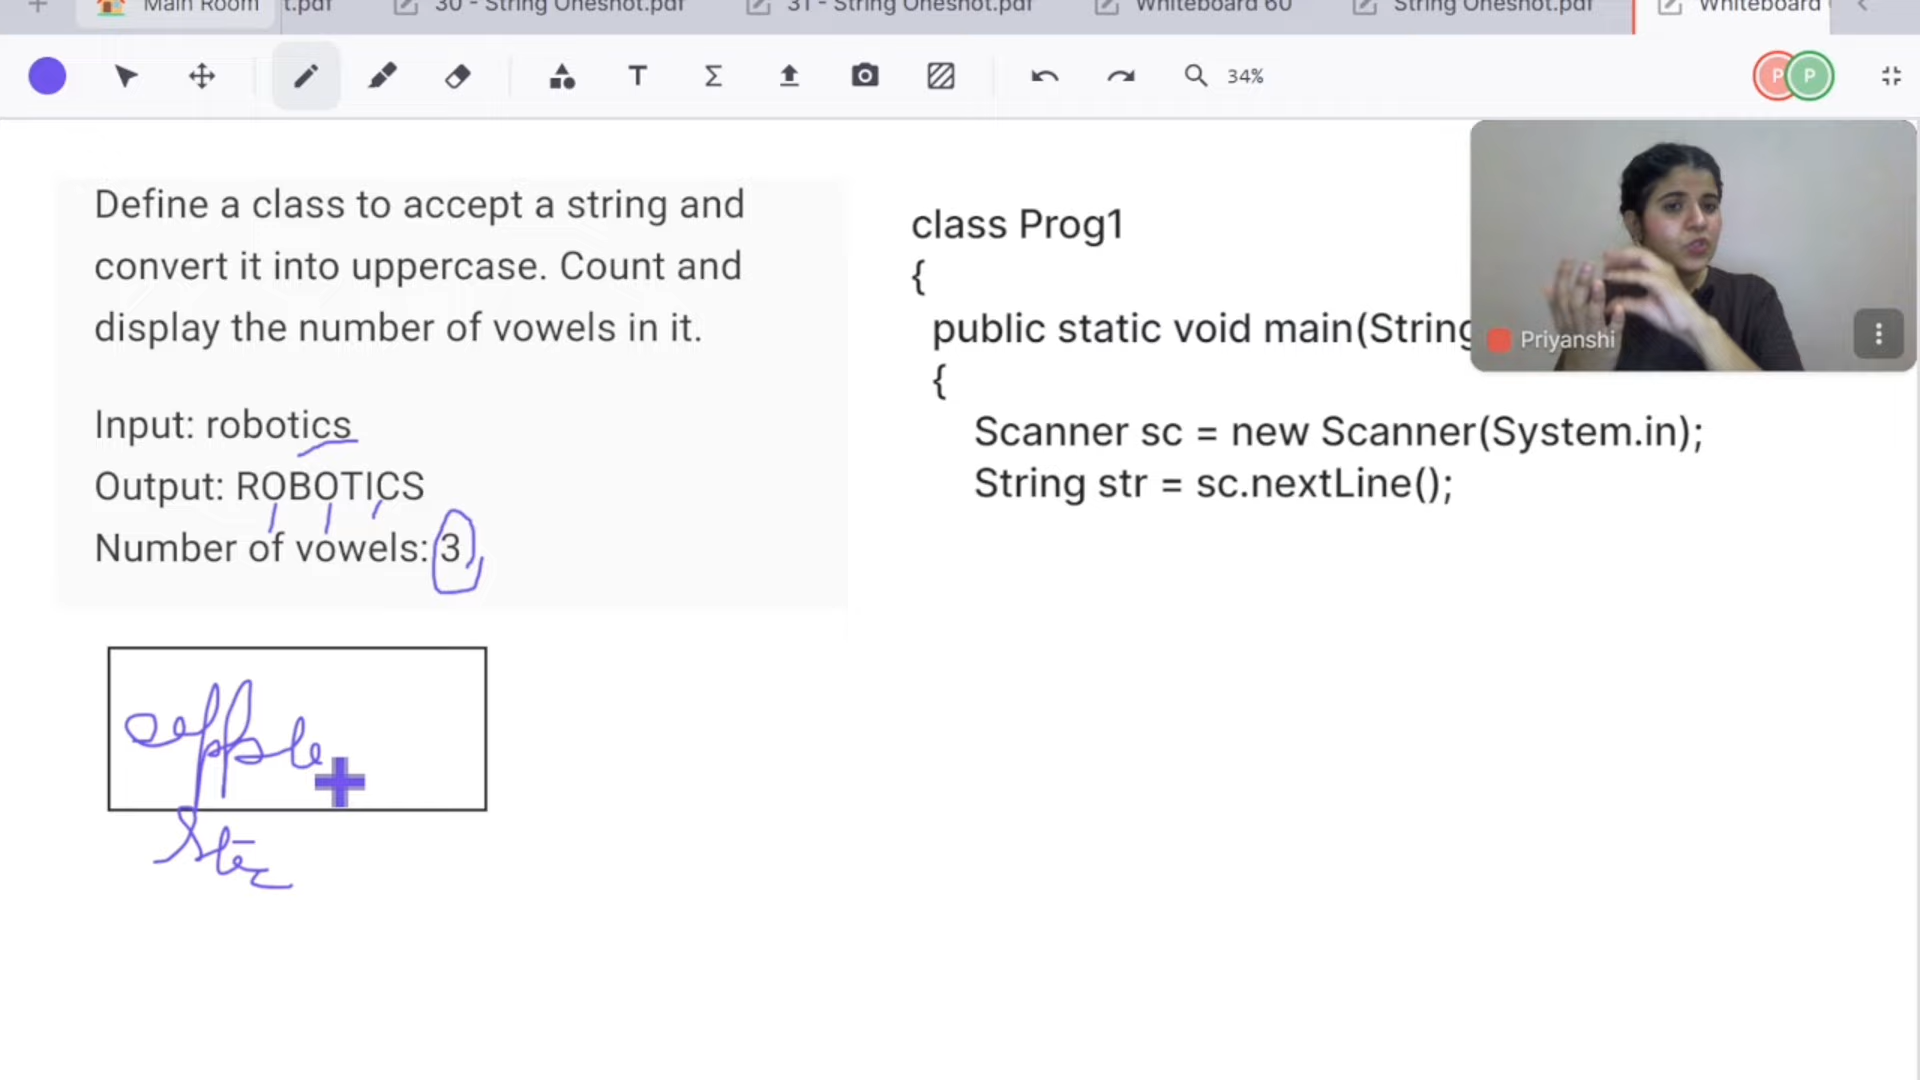 Main Room
t.pdf
30 - String Oneshot.pdf
31 - String Oneshot.pdf
Whiteboard 60
String Oneshot.pdf
Whiteboard
T
Σ
34%
P
P
Define a class to accept a string and
convert it into uppercase. Count and
display the number of vowels in it.
Input: robotics
Output: ROBOTICS
Number of vowels: 3
apple
str
class Prog1
{
public static void main(String
{
Scanner sc = new Scanner(System.in);
String str = sc.nextLine();
Priyanshi